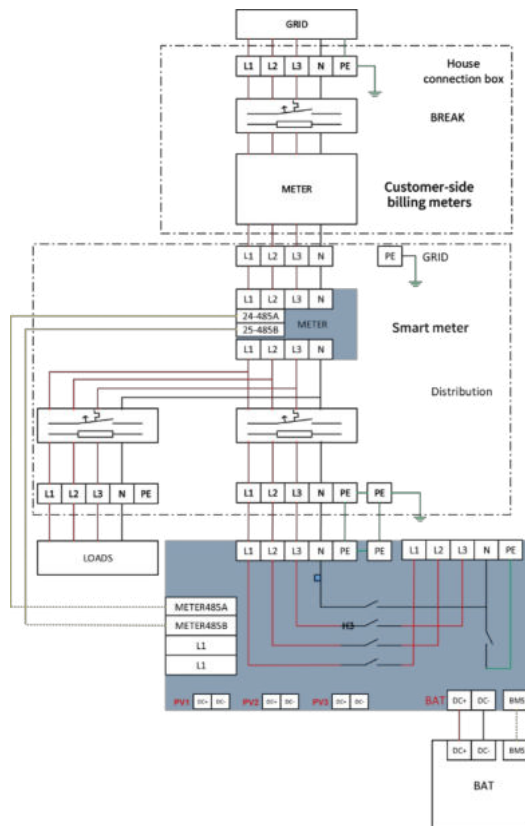 GRID
L1 L2 L3 N PE
House
connection box
BREAK
METER
Customer-side
billing meters
L1 L2 L3 N
PE
GRID
L1 L2 L3 N
24-485A
METER
25-485B
Smart meter
L1 L2 L3 N
Distribution
L1 L2 L3 N PE
L1 L2 L3 N PE PE
LOADS
L1 L2 L3 N PE PE
L1 L2 L3 N PE
METER485A
METER485B
H3
L1
L1
PV1 DC+ DC-
PV2 DC+ DC-
PV3 DC+ DC-
BAT DC+ DC- BMS
DC+ DC- BMS
BAT